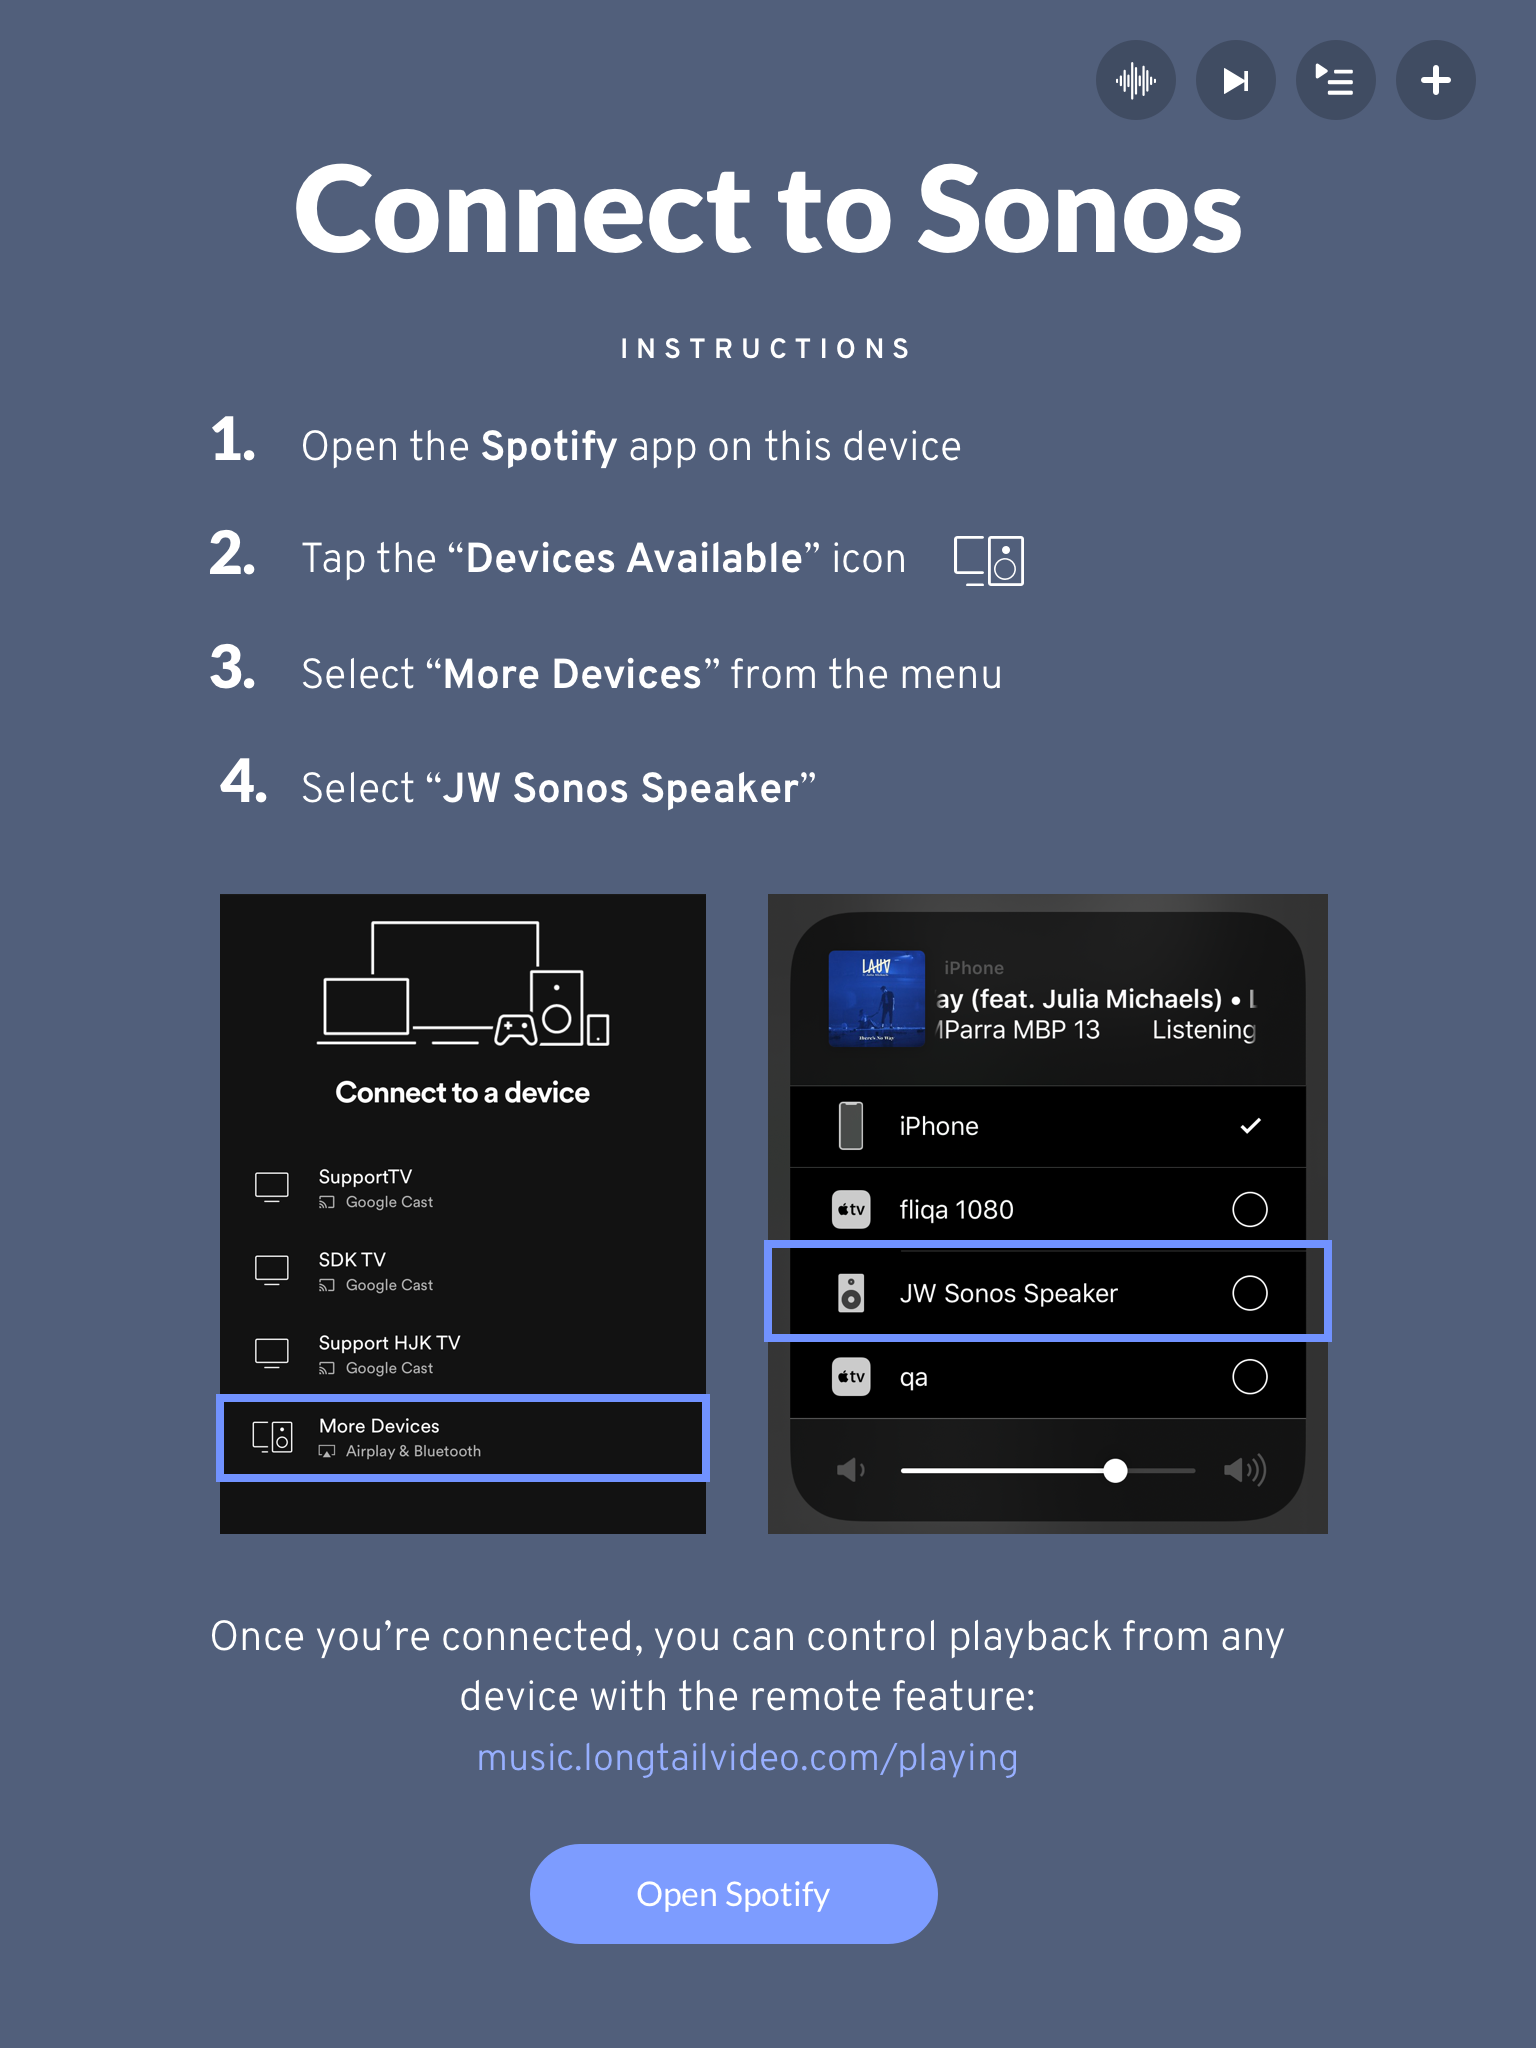 Connect to Sonos
INSTRUCTIONS
1. Open the Spotify app on this device
2. Tap the “Devices Available” icon
3. Select “More Devices” from the menu
4. Select “JW Sonos Speaker”
Connect to a device
SupportTV
Google Cast
SDK TV
Google Cast
Support HJK TV
Google Cast
More Devices
Airplay & Bluetooth
LAUV
There's No Way
iPhone
ay (feat. Julia Michaels) •
Parra MBP 13 Listening
iPhone
tv fliqa 1080
JW Sonos Speaker
tv qa
Once you’re connected, you can control playback from any
device with the remote feature:
music.longtailvideo.com/playing
Open Spotify